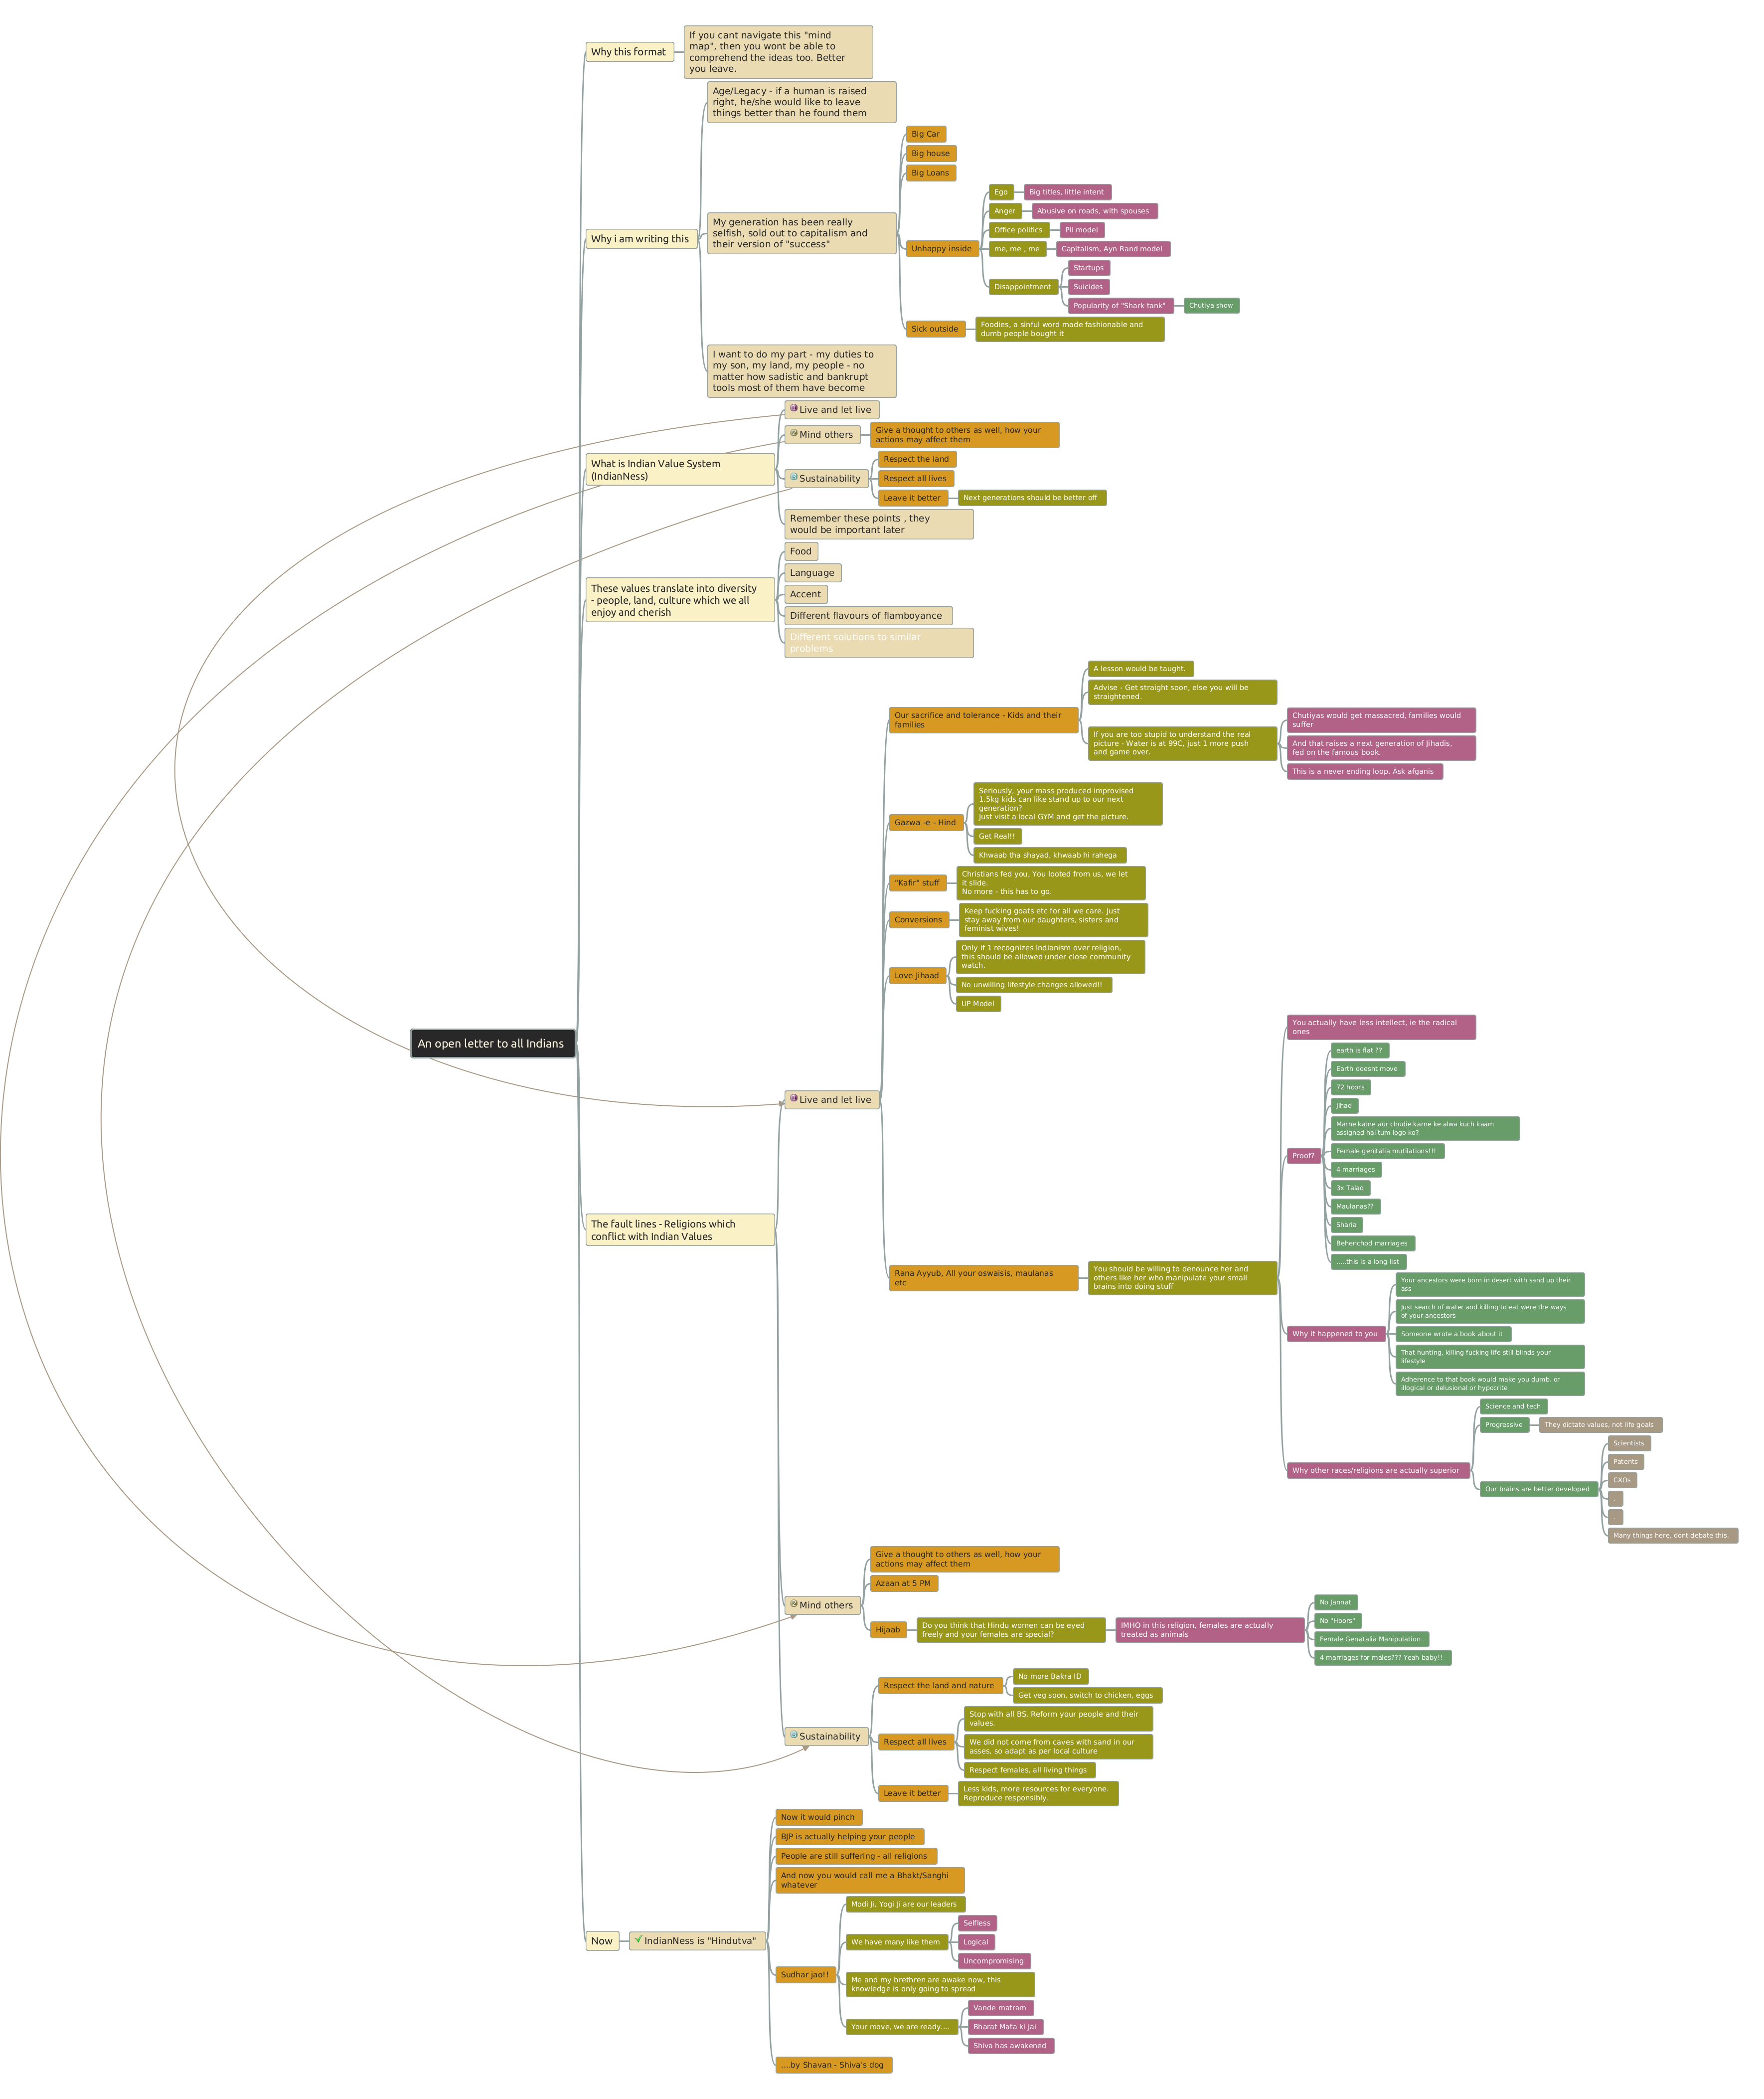 Why this format
If you cant navigate this "mind
map", then you wont be able to
comprehend the ideas too. Better
you leave.
Why i am writing this
Age/Legacy - if a human is raised
right, he/she would like to leave
things better than he found them
My generation has been really
selfish, sold out to capitalism and
their version of "success"
Big Car
Big house
Big Loans
Unhappy inside
Ego
Big titles, little intent
Anger
Abusive on roads, with spouses
Office politics
PII model
me, me , me
Capitalism, Ayn Rand model
Disappointment
Startups
Suicides
Popularity of "Shark tank"
Chutiya show
Sick outside
Foodies, a sinful word made fashionable and
dumb people bought it
I want to do my part - my duties to
my son, my land, my people - no
matter how sadistic and bankrupt
tools most of them have become
What is Indian Value System
(IndianNess)
Live and let live
Mind others
Give a thought to others as well, how your
actions may affect them
Sustainability
Respect the land
Respect all lives
Leave it better
Next generations should be better off
Remember these points , they
would be important later
These values translate into diversity
- people, land, culture which we all
enjoy and cherish
Food
Language
Accent
Different flavours of flamboyance
Different solutions to similar
problems
An open letter to all Indians
The fault lines - Religions which
conflict with Indian Values
Live and let live
Our sacrifice and tolerance - Kids and their
families
A lesson would be taught.
Advise - Get straight soon, else you will be
straightened.
If you are too stupid to understand the real
picture - Water is at 99C, just 1 more push
and game over.
Chutiyas would get massacred, families would
suffer
And that raises a next generation of Jihadis,
fed on the famous book.
This is a never ending loop. Ask afganis
Gazwa -e - Hind
Seriously, your mass produced improvised
1.5kg kids can like stand up to our next
generation?
Just visit a local GYM and get the picture.
Get Real!!
Khwaab tha shayad, khwaab hi rahega
"Kafir" stuff
Christians fed you, You looted from us, we let
it slide.
No more - this has to go.
Conversions
Keep fucking goats etc for all we care. Just
stay away from our daughters, sisters and
feminist wives!
Love Jihaad
Only if 1 recognizes Indianism over religion,
this should be allowed under close community
watch.
No unwilling lifestyle changes allowed!!
UP Model
Rana Ayyub, All your oswaisis, maulanas
etc
You should be willing to denounce her and
others like her who manipulate your small
brains into doing stuff
You actually have less intellect, ie the radical
ones
Proof?
earth is flat ??
Earth doesnt move
72 hoors
Jihad
Marne katne aur chudie karne ke alwa kuch kaam
assigned hai tum logo ko?
Female genitalia mutilations!!!
4 marriages
3x Talaq
Maulanas??
Sharia
Behenchod marriages
.....this is a long list
Why it happened to you
Your ancestors were born in desert with sand up their
ass
Just search of water and killing to eat were the ways
of your ancestors
Someone wrote a book about it
That hunting, killing fucking life still blinds your
lifestyle
Adherence to that book would make you dumb. or
illogical or delusional or hypocrite
Why other races/religions are actually superior
Science and tech
Progressive
They dictate values, not life goals
Our brains are better developed
Scientists
Patents
CXOs
.
.
Many things here, dont debate this.
Mind others
Give a thought to others as well, how your
actions may affect them
Azaan at 5 PM
Hijaab
Do you think that Hindu women can be eyed
freely and your females are special?
IMHO in this religion, females are actually
treated as animals
No Jannat
No "Hoors"
Female Genatalia Manipulation
4 marriages for males??? Yeah baby!!
Sustainability
Respect the land and nature
No more Bakra ID
Get veg soon, switch to chicken, eggs
Respect all lives
Stop with all BS. Reform your people and their
values.
We did not come from caves with sand in our
asses, so adapt as per local culture
Respect females, all living things
Leave it better
Less kids, more resources for everyone.
Reproduce responsibly.
Now
IndianNess is "Hindutva"
Now it would pinch
BJP is actually helping your people
People are still suffering - all religions
And now you would call me a Bhakt/Sanghi
whatever
Sudhar jao!!
Modi Ji, Yogi Ji are our leaders
We have many like them
Selfless
Logical
Uncompromising
Me and my brethren are awake now, this
knowledge is only going to spread
Your move, we are ready....
Vande matram
Bharat Mata ki Jai
Shiva has awakened
....by Shavan - Shiva's dog